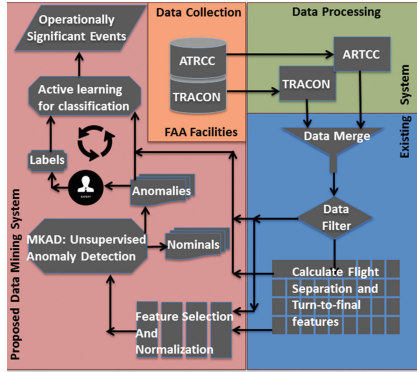 Operationally
Significant Events
Data Collection
Data Processing
ATRCC
TRACON
FAA Facilities
ARTCC
TRACON
System
Existing
Active learning
for classification
Labels
Anomalies
MKAD: Unsupervised
Anomaly Detection
Nominals
Proposed Data Mining System
Data Merge
Data
Filter
Calculate Flight
Separation and
Turn-to-final
features
Feature Selection
And
Normalization